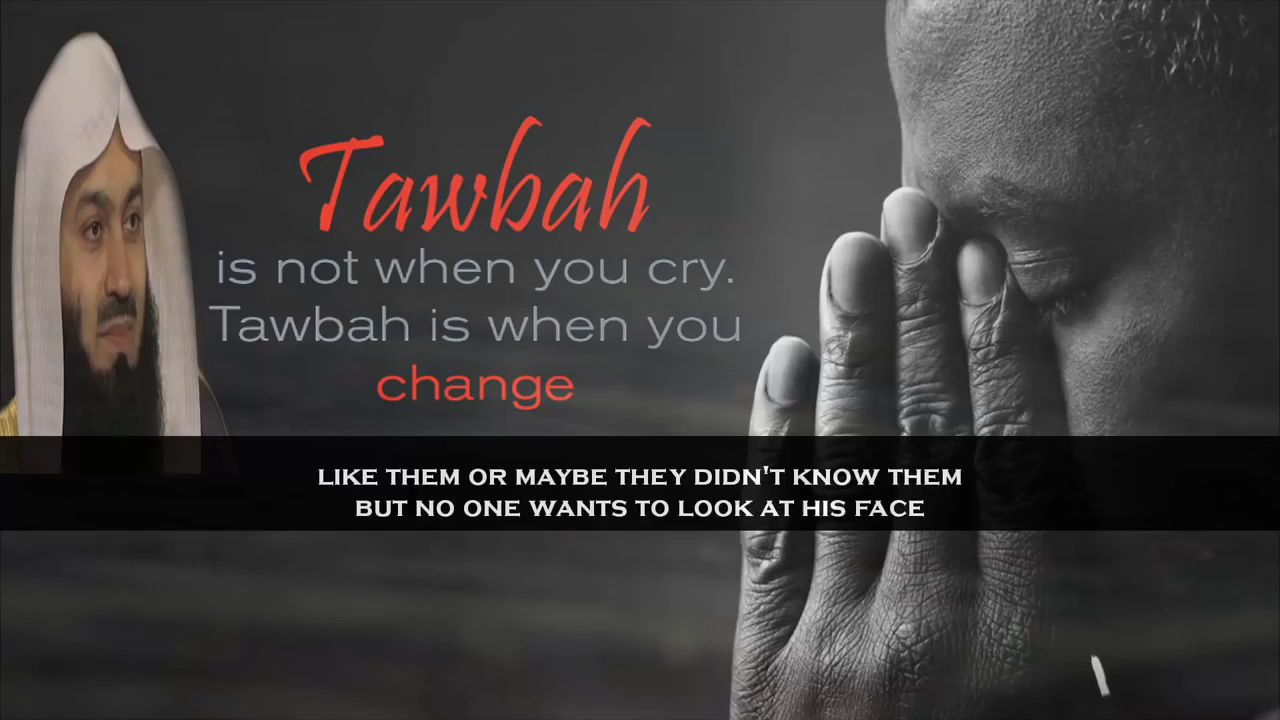 Tawbah
is not when you cry.
Tawbah is when you
change
LIKE THEM OR MAYBE THEY DIDN'T KNOW THEM
BUT NO ONE WANTS TO LOOK AT HIS FACE